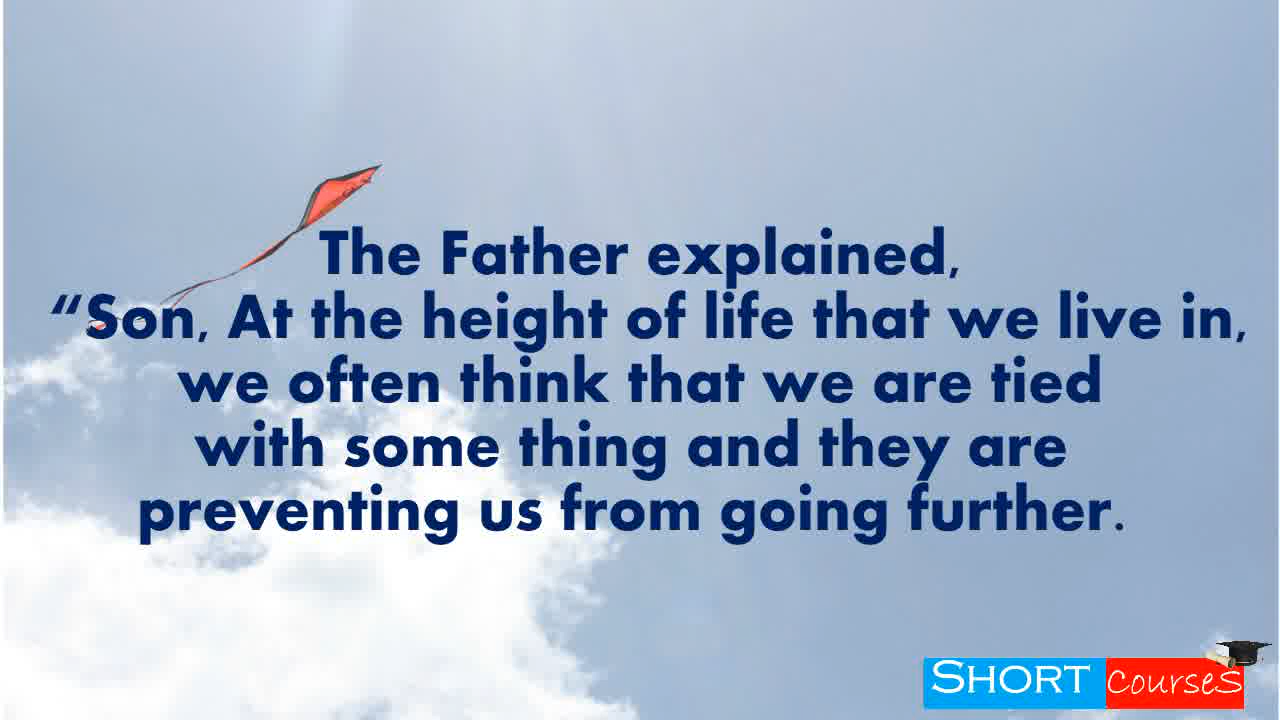 The Father explained,
“Son, At the height of life that we live in,
we often think that we are tied
with some thing and they are
preventing us from going further.
SHORT courses